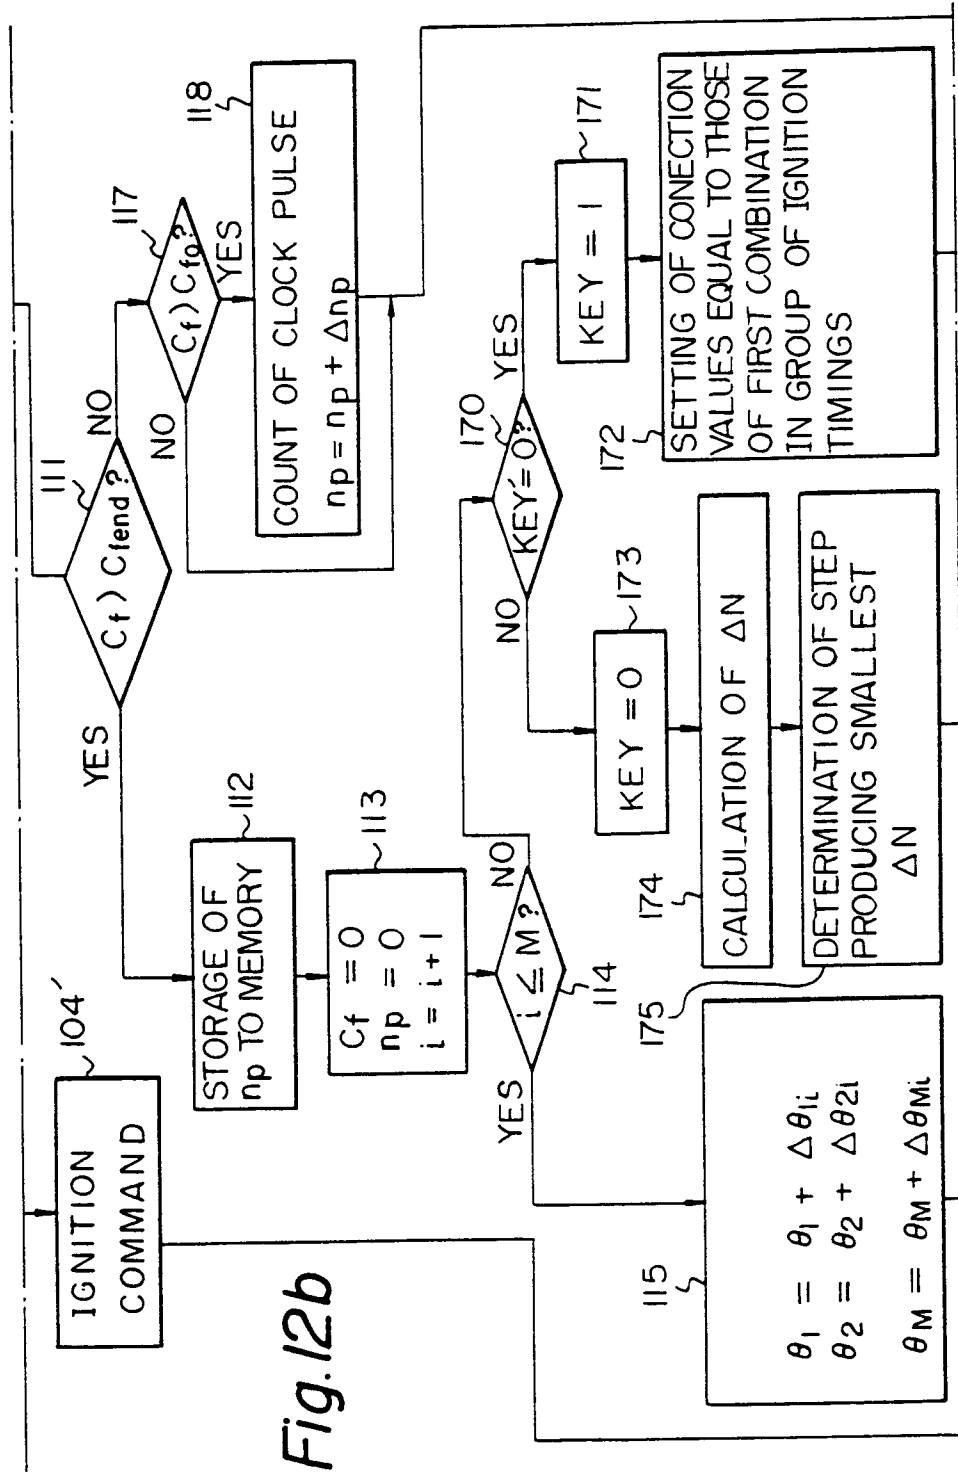 Fig.12b
IGNITION
COMMAND
104'
Cf > Cfend ?
111
YES
NO
Cf > Cfo ?
117
NO
YES
COUNT OF CLOCK PULSE
np = np + Δnp
118
STORAGE OF
np TO MEMORY
112
Cf = 0
np = 0
i = i + 1
113
i ≤ M ?
114
YES
NO
KEY' = 0?
170
NO
YES
KEY = 1
171
KEY = 0
173
115
θ1 = θ1 + Δθ1i
θ2 = θ2 + Δθ2i
θM = θM + ΔθMi
174
CALCULATION OF ΔN
175
DETERMINATION OF STEP
PRODUCING SMALLEST
ΔN
172
SETTING OF CONECTION
VALUES EQUAL TO THOSE
OF FIRST COMBINATION
IN GROUP OF IGNITION
TIMINGS